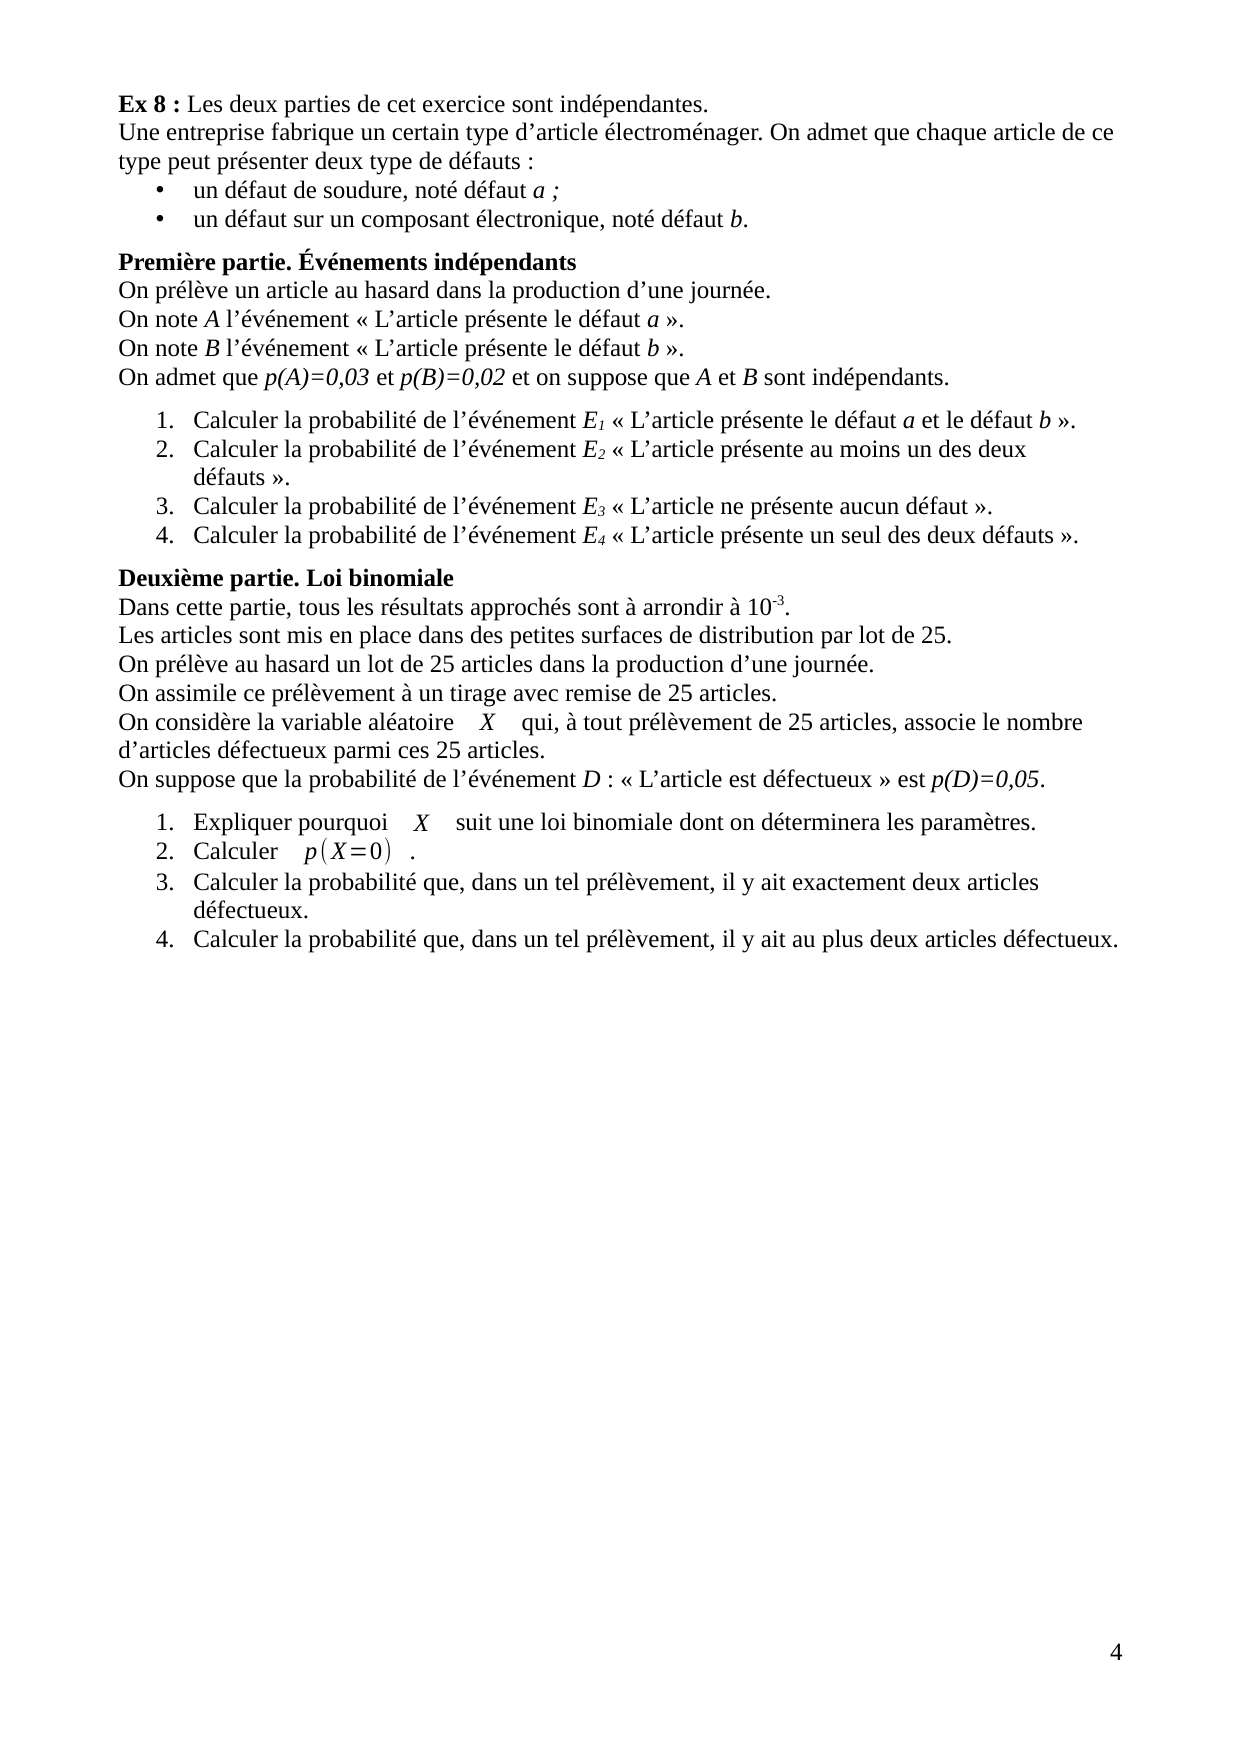 Ex 8 : Les deux parties de cet exercice sont indépendantes.
Une entreprise fabrique un certain type d’article électroménager. On admet que chaque article de ce
type peut présenter deux type de défauts :
• un défaut de soudure, noté défaut a ;
• un défaut sur un composant électronique, noté défaut b.
Première partie. Événements indépendants
On prélève un article au hasard dans la production d’une journée.
On note A l’événement « L’article présente le défaut a ».
On note B l’événement « L’article présente le défaut b ».
On admet que p(A)=0,03 et p(B)=0,02 et on suppose que A et B sont indépendants.
1. Calculer la probabilité de l’événement E₁ « L’article présente le défaut a et le défaut b ».
2. Calculer la probabilité de l’événement E₂ « L’article présente au moins un des deux
défauts ».
3. Calculer la probabilité de l’événement E₃ « L’article ne présente aucun défaut ».
4. Calculer la probabilité de l’événement E₄ « L’article présente un seul des deux défauts ».
Deuxième partie. Loi binomiale
Dans cette partie, tous les résultats approchés sont à arrondir à 10⁻³.
Les articles sont mis en place dans des petites surfaces de distribution par lot de 25.
On prélève au hasard un lot de 25 articles dans la production d’une journée.
On assimile ce prélèvement à un tirage avec remise de 25 articles.
On considère la variable aléatoire X qui, à tout prélèvement de 25 articles, associe le nombre
d’articles défectueux parmi ces 25 articles.
On suppose que la probabilité de l’événement D : « L’article est défectueux » est p(D)=0,05.
1. Expliquer pourquoi X suit une loi binomiale dont on déterminera les paramètres.
2. Calculer p(X=0) .
3. Calculer la probabilité que, dans un tel prélèvement, il y ait exactement deux articles
défectueux.
4. Calculer la probabilité que, dans un tel prélèvement, il y ait au plus deux articles défectueux.
4